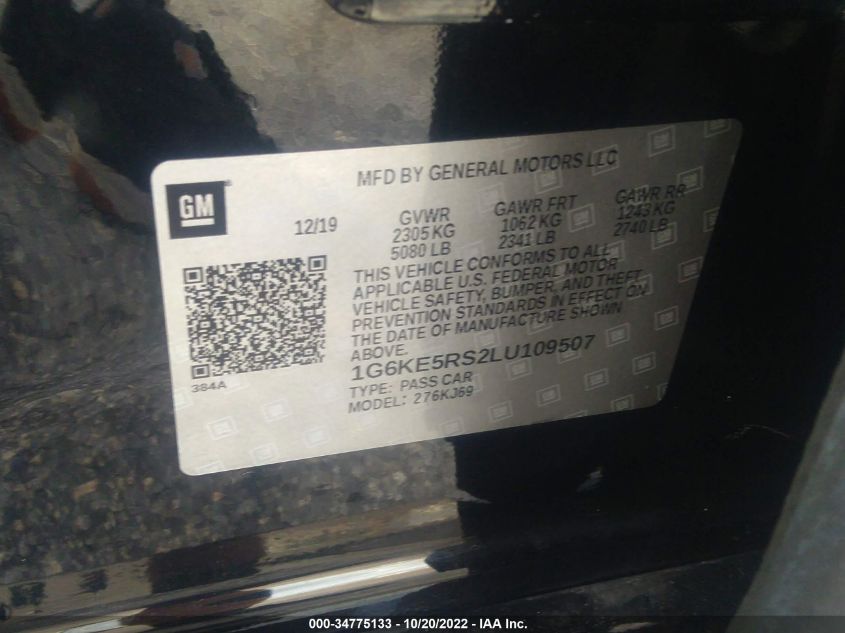 MFD BY GENERAL MOTORS LLC
GM
12/19
GVWR GAWR FRT GAWR RR
2305 KG 1062 KG 1243 KG
5080 LB 2341 LB 2740 LB
THIS VEHICLE CONFORMS TO ALL
APPLICABLE U.S. FEDERAL MOTOR
VEHICLE SAFETY, BUMPER, AND THEFT
PREVENTION STANDARDS IN EFFECT ON
THE DATE OF MANUFACTURE SHOWN
ABOVE.
1G6KE5RS2LU109507
TYPE: PASS CAR
MODEL: 276KJ69
384A
000-34775133 - 10/20/2022 - IAA Inc.